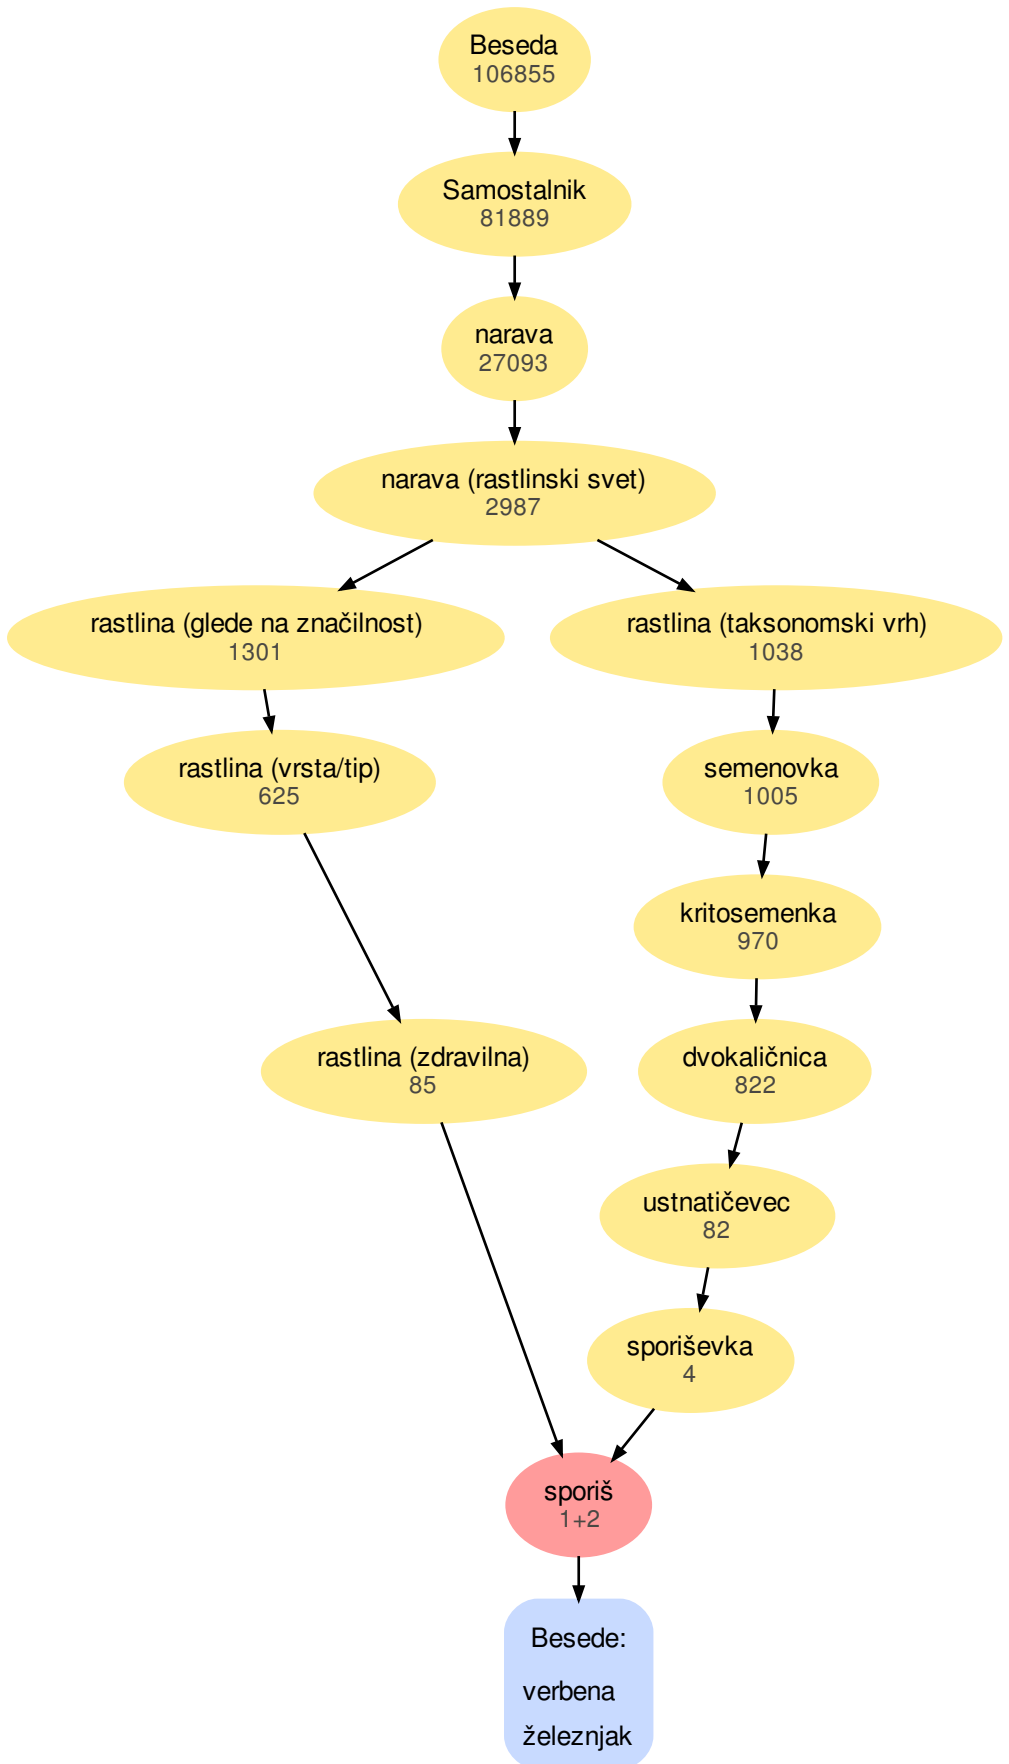 Beseda
106855
Samostalnik
81889
narava
27093
narava (rastlinski svet)
2987
rastlina (glede na značilnost)
1301
rastlina (taksonomski vrh)
1038
rastlina (vrsta/tip)
625
semenovka
1005
kritosemenka
970
rastlina (zdravilna)
85
dvokaličnica
822
ustnatičevec
82
sporiševka
4
sporiš
1+2
Besede:
verbena
železnjak